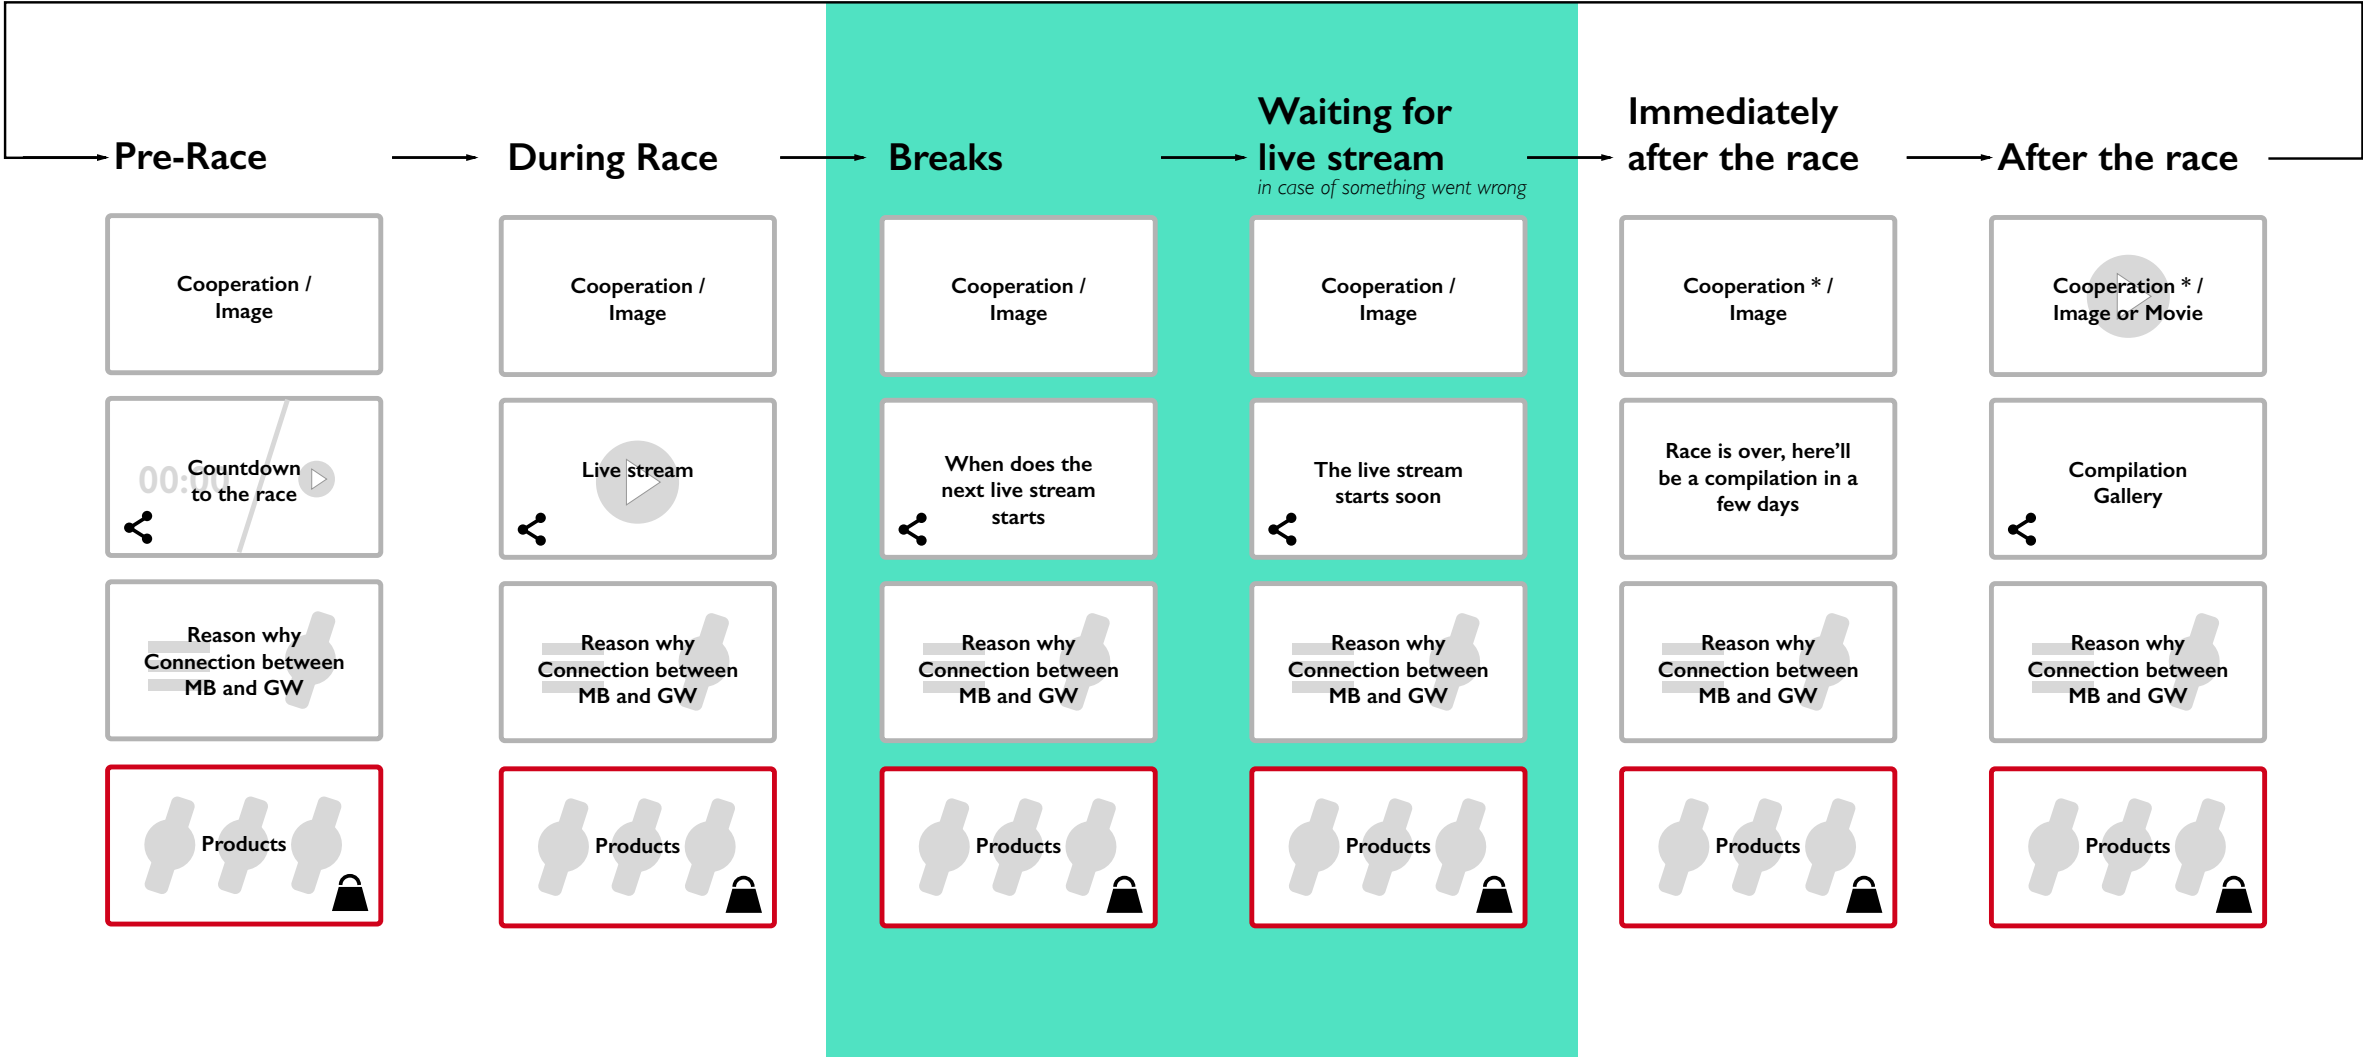 Pre-Race
During Race
Breaks
Waiting for
live stream
in case of something went wrong
Immediately
after the race
After the race
Cooperation /
Image
Cooperation /
Image
Cooperation /
Image
Cooperation /
Image
Cooperation * /
Image
Cooperation * /
Image or Movie
00:00
Countdown
to the race
Live stream
When does the
next live stream
starts
The live stream
starts soon
Race is over, here'll
be a compilation in a
few days
Compilation
Gallery
Reason why
Connection between
MB and GW
Reason why
Connection between
MB and GW
Reason why
Connection between
MB and GW
Reason why
Connection between
MB and GW
Reason why
Connection between
MB and GW
Reason why
Connection between
MB and GW
Products
Products
Products
Products
Products
Products